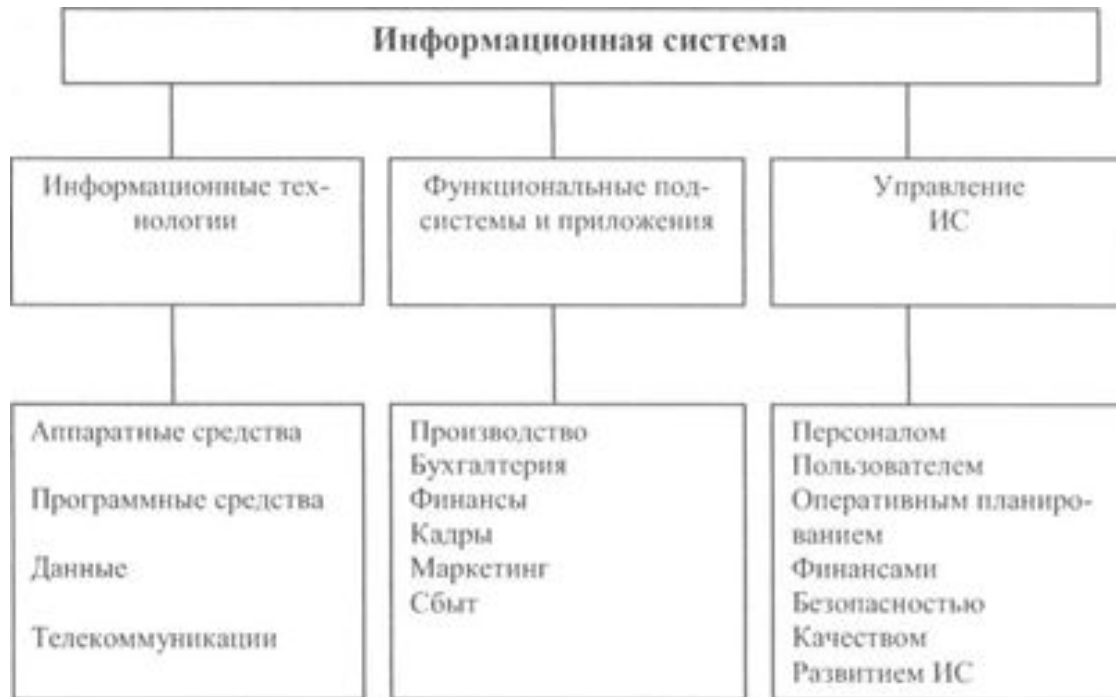 Информационная система
Информационные тех-
нологии
Функциональные под-
системы и приложения
Управление
ИС
Аппаратные средства
Программные средства
Данные
Телекоммуникации
Производство
Бухгалтерия
Финансы
Кадры
Маркетинг
Сбыт
Персоналом
Пользователем
Оперативным планиро-
ванием
Финансами
Безопасностью
Качеством
Развитием ИС